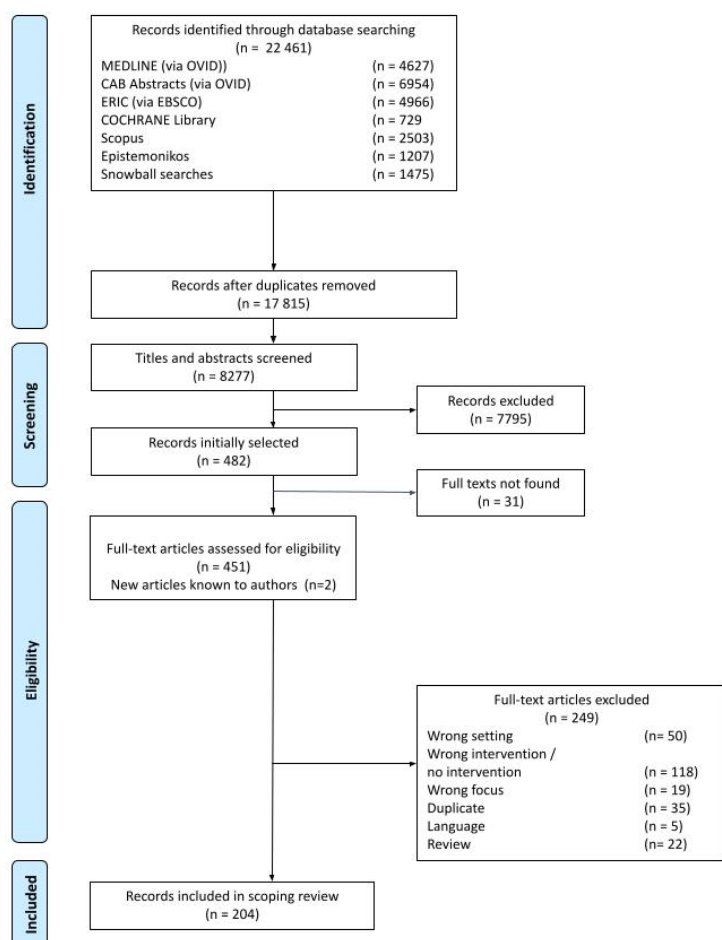 Identification
Records identified through database searching
(n = 22 461)
MEDLINE (via OVID)) (n = 4627)
CAB Abstracts (via OVID) (n = 6954)
ERIC (via EBSCO) (n = 4966)
COCHRANE Library (n = 729
Scopus (n = 2503)
Epistemonikos (n = 1207)
Snowball searches (n = 1475)
Records after duplicates removed
(n = 17 815)
Screening
Titles and abstracts screened
(n = 8277)
Records excluded
(n = 7795)
Records initially selected
(n = 482)
Full texts not found
(n = 31)
Eligibility
Full-text articles assessed for eligibility
(n = 451)
New articles known to authors (n=2)
Full-text articles excluded
(n = 249)
Wrong setting (n= 50)
Wrong intervention /
no intervention (n = 118)
Wrong focus (n = 19)
Duplicate (n = 35)
Language (n = 5)
Review (n= 22)
Included
Records included in scoping review
(n = 204)